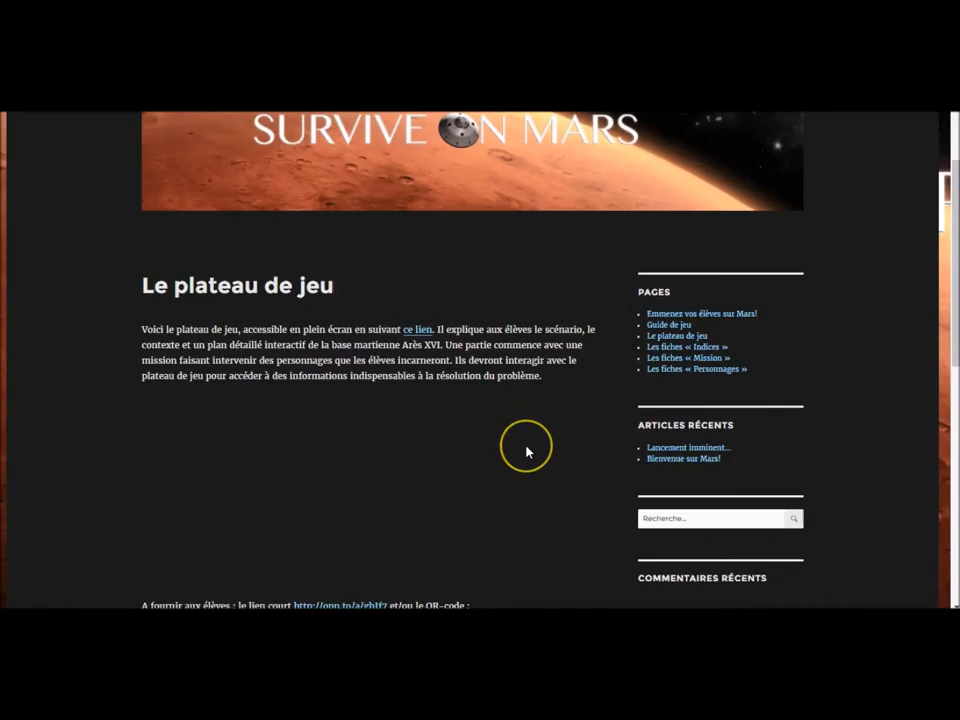 SURVIVE ON MARS
Le plateau de jeu
Voici le plateau de jeu, accessible en plein écran en suivant ce lien. Il explique aux élèves le scénario, le
contexte et un plan détaillé interactif de la base martienne Arès XVI. Une partie commence avec une
mission faisant intervenir des personnages que les élèves incarneront. Ils devront interagir avec le
plateau de jeu pour accéder à des informations indispensables à la résolution du problème.
A fournir aux élèves : le lien court et/ou le QR-code :
PAGES
Emmenez vos élèves sur Mars!
Guide de jeu
Le plateau de jeu
Les fiches « Indices »
Les fiches « Mission »
Les fiches « Personnages »
ARTICLES RÉCENTS
Lancement imminent...
Bienvenue sur Mars!
Recherche...
COMMENTAIRES RÉCENTS